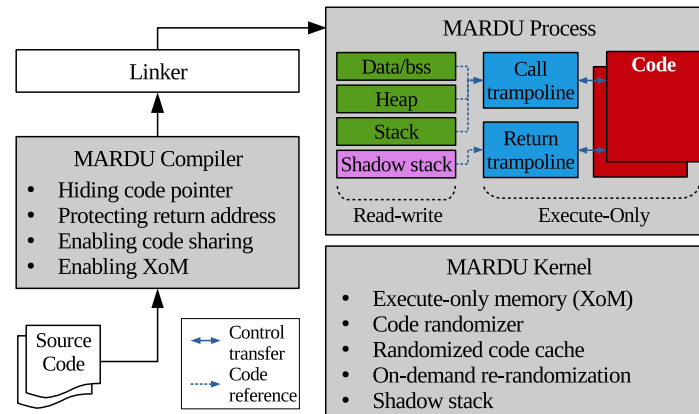 MARDU Process
Data/bss
Heap
Stack
Shadow stack
Call
trampoline
Return
trampoline
Code
Read-write
Execute-Only
Linker
MARDU Compiler
• Hiding code pointer
• Protecting return address
• Enabling code sharing
• Enabling XoM
Source
Code
Control
transfer
Code
reference
MARDU Kernel
• Execute-only memory (XoM)
• Code randomizer
• Randomized code cache
• On-demand re-randomization
• Shadow stack